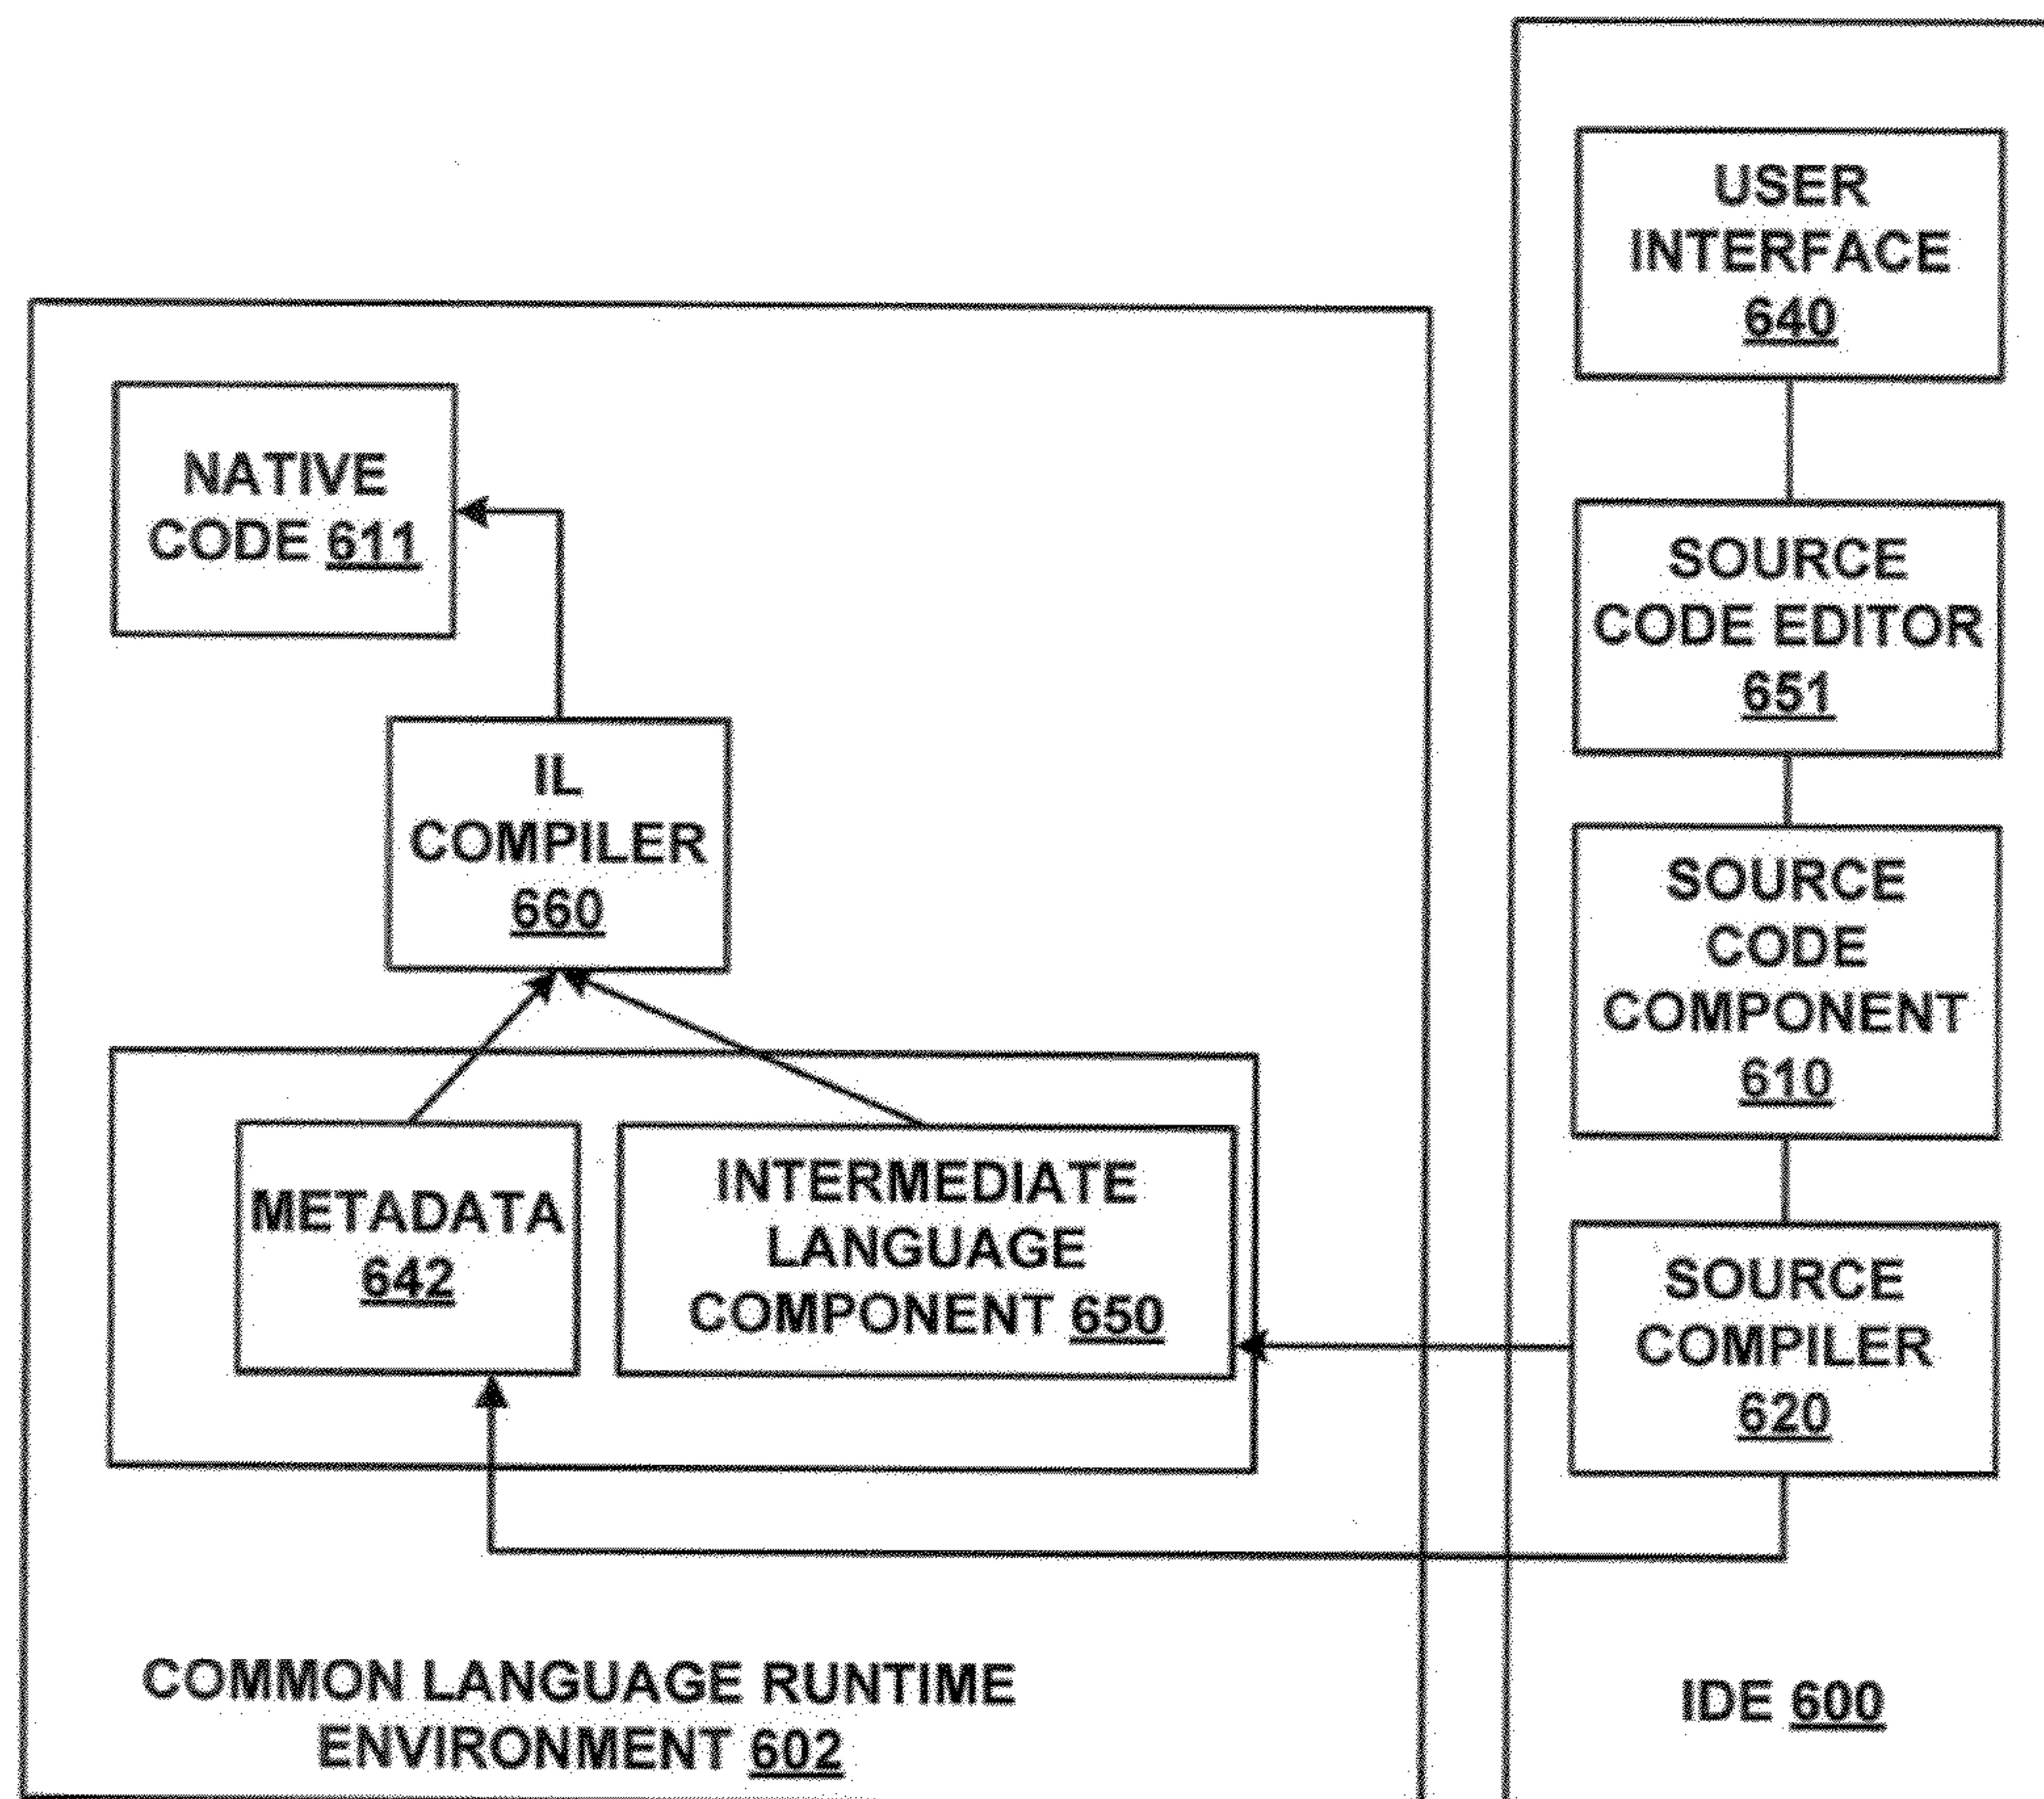 USER
INTERFACE
640
NATIVE
CODE 611
SOURCE
CODE EDITOR
651
IL
COMPILER
660
SOURCE
CODE
COMPONENT
610
METADATA
642
INTERMEDIATE
LANGUAGE
COMPONENT 650
SOURCE
COMPILER
620
COMMON LANGUAGE RUNTIME
ENVIRONMENT 602
IDE 600